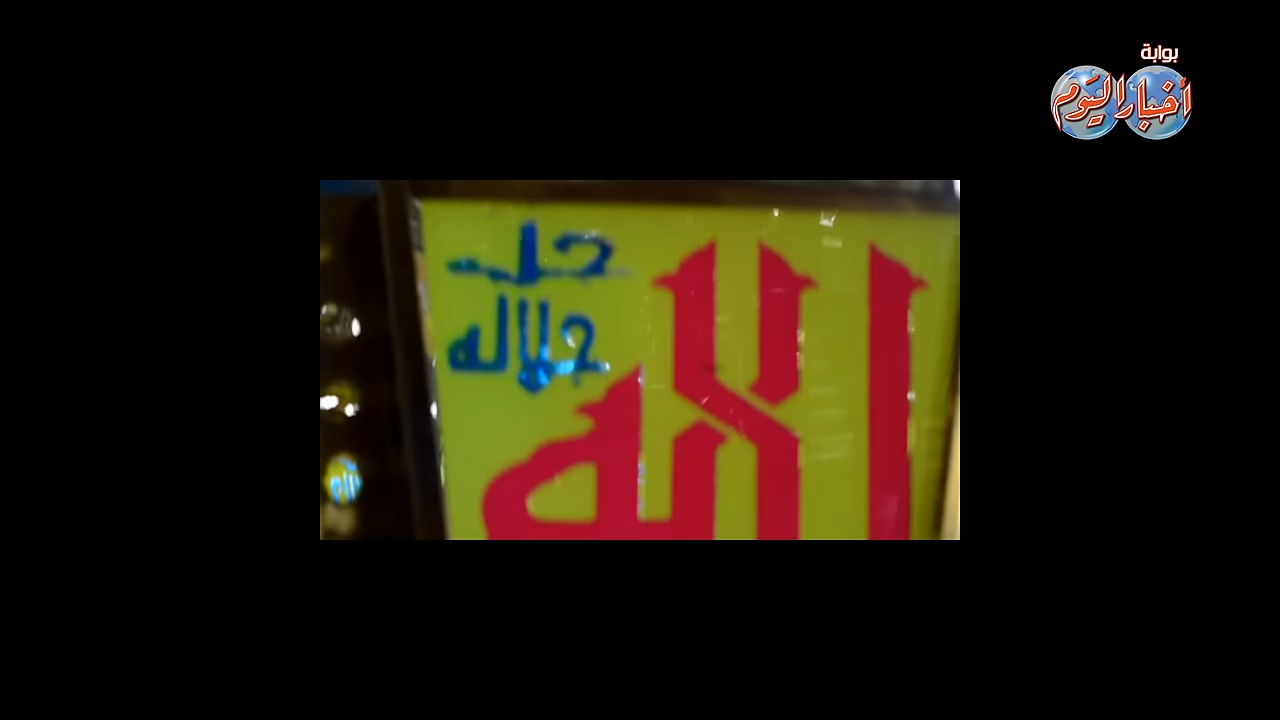 بوابة
أخبار اليوم
الله
جل
جلاله